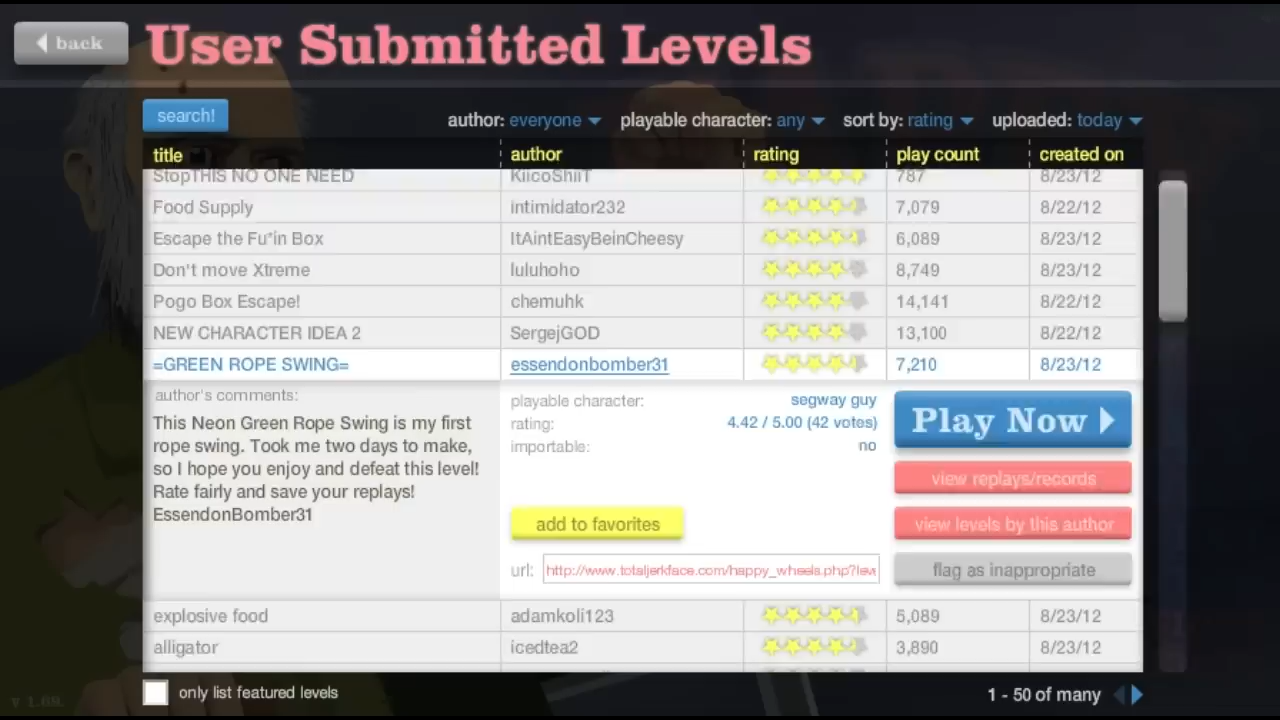 back
User Submitted Levels
search!
author: everyone playable character: any sort by: rating uploaded: today
title author rating play count created on
StopTHIS NO ONE NEED KiicoShiiT 787 8/23/12
Food Supply intimidator232 7,079 8/22/12
Escape the Fu*in Box ItAintEasyBeinCheesy 6,089 8/23/12
Don't move Xtreme luluhoho 8,749 8/23/12
Pogo Box Escape! chemuhk 14,141 8/22/12
NEW CHARACTER IDEA 2 SergejGOD 13,100 8/22/12
=GREEN ROPE SWING= essendonbomber31 7,210 8/23/12
author's comments:
This Neon Green Rope Swing is my first
rope swing. Took me two days to make,
so I hope you enjoy and defeat this level!
Rate fairly and save your replays!
EssendonBomber31
playable character: segway guy
rating: 4.42 / 5.00 (42 votes)
importable: no
add to favorites
url: http://www.totaljerkface.com/happy_wheels.php?lev
Play Now
view replays/records
view levels by this author
flag as inappropriate
explosive food adamkoli123 5,089 8/23/12
alligator icedtea2 3,890 8/23/12
only list featured levels
1 - 50 of many
v 1.69.